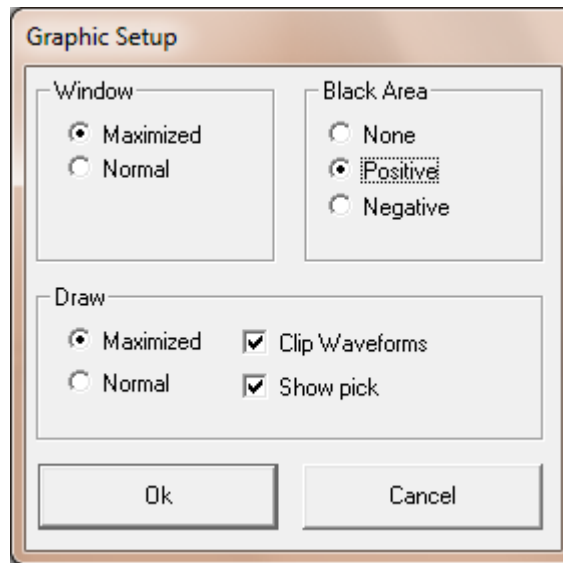 Graphic Setup
Window
Maximized
Normal
Black Area
None
Positive
Negative
Draw
Maximized
Normal
Clip Waveforms
Show pick
Ok
Cancel